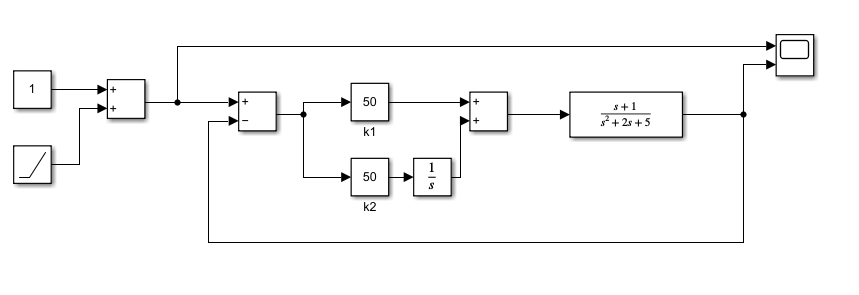 1
+
+
+
−
50
k1
50
k2
1
s
+
+
s + 1
s² + 2s + 5